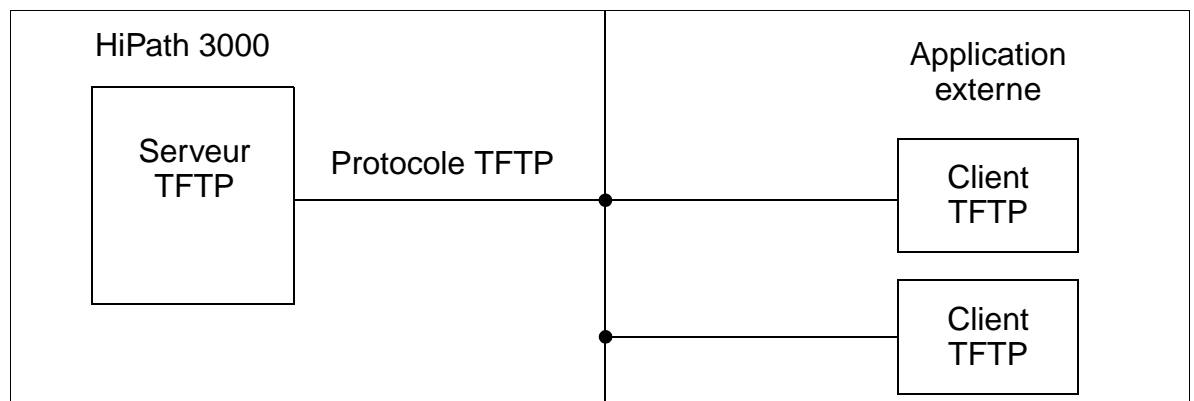 HiPath 3000
Application
externe
Serveur
TFTP
Protocole TFTP
Client
TFTP
Client
TFTP